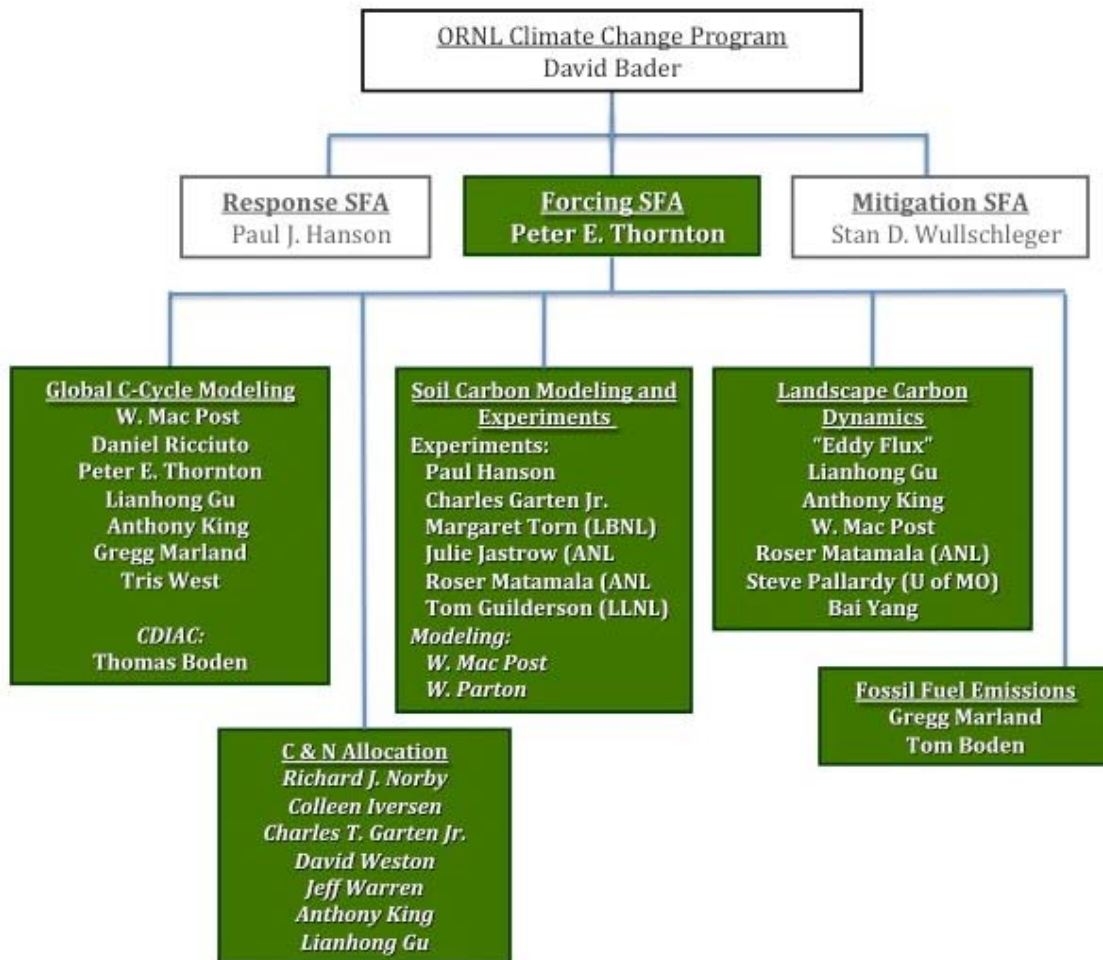 ORNL Climate Change Program
David Bader
Response SFA
Paul J. Hanson
Forcing SFA
Peter E. Thornton
Mitigation SFA
Stan D. Wullschleger
Global C-Cycle Modeling
W. Mac Post
Daniel Ricciuto
Peter E. Thornton
Lianhong Gu
Anthony King
Gregg Marland
Tris West
CDIAC:
Thomas Boden
Soil Carbon Modeling and
Experiments
Experiments:
Paul Hanson
Charles Garten Jr.
Margaret Torn (LBNL)
Julie Jastrow (ANL
Roser Matamala (ANL
Tom Guilderson (LLNL)
Modeling:
W. Mac Post
W. Parton
Landscape Carbon
Dynamics
“Eddy Flux”
Lianhong Gu
Anthony King
W. Mac Post
Roser Matamala (ANL)
Steve Pallardy (U of MO)
Bai Yang
Fossil Fuel Emissions
Gregg Marland
Tom Boden
C & N Allocation
Richard J. Norby
Colleen Iversen
Charles T. Garten Jr.
David Weston
Jeff Warren
Anthony King
Lianhong Gu